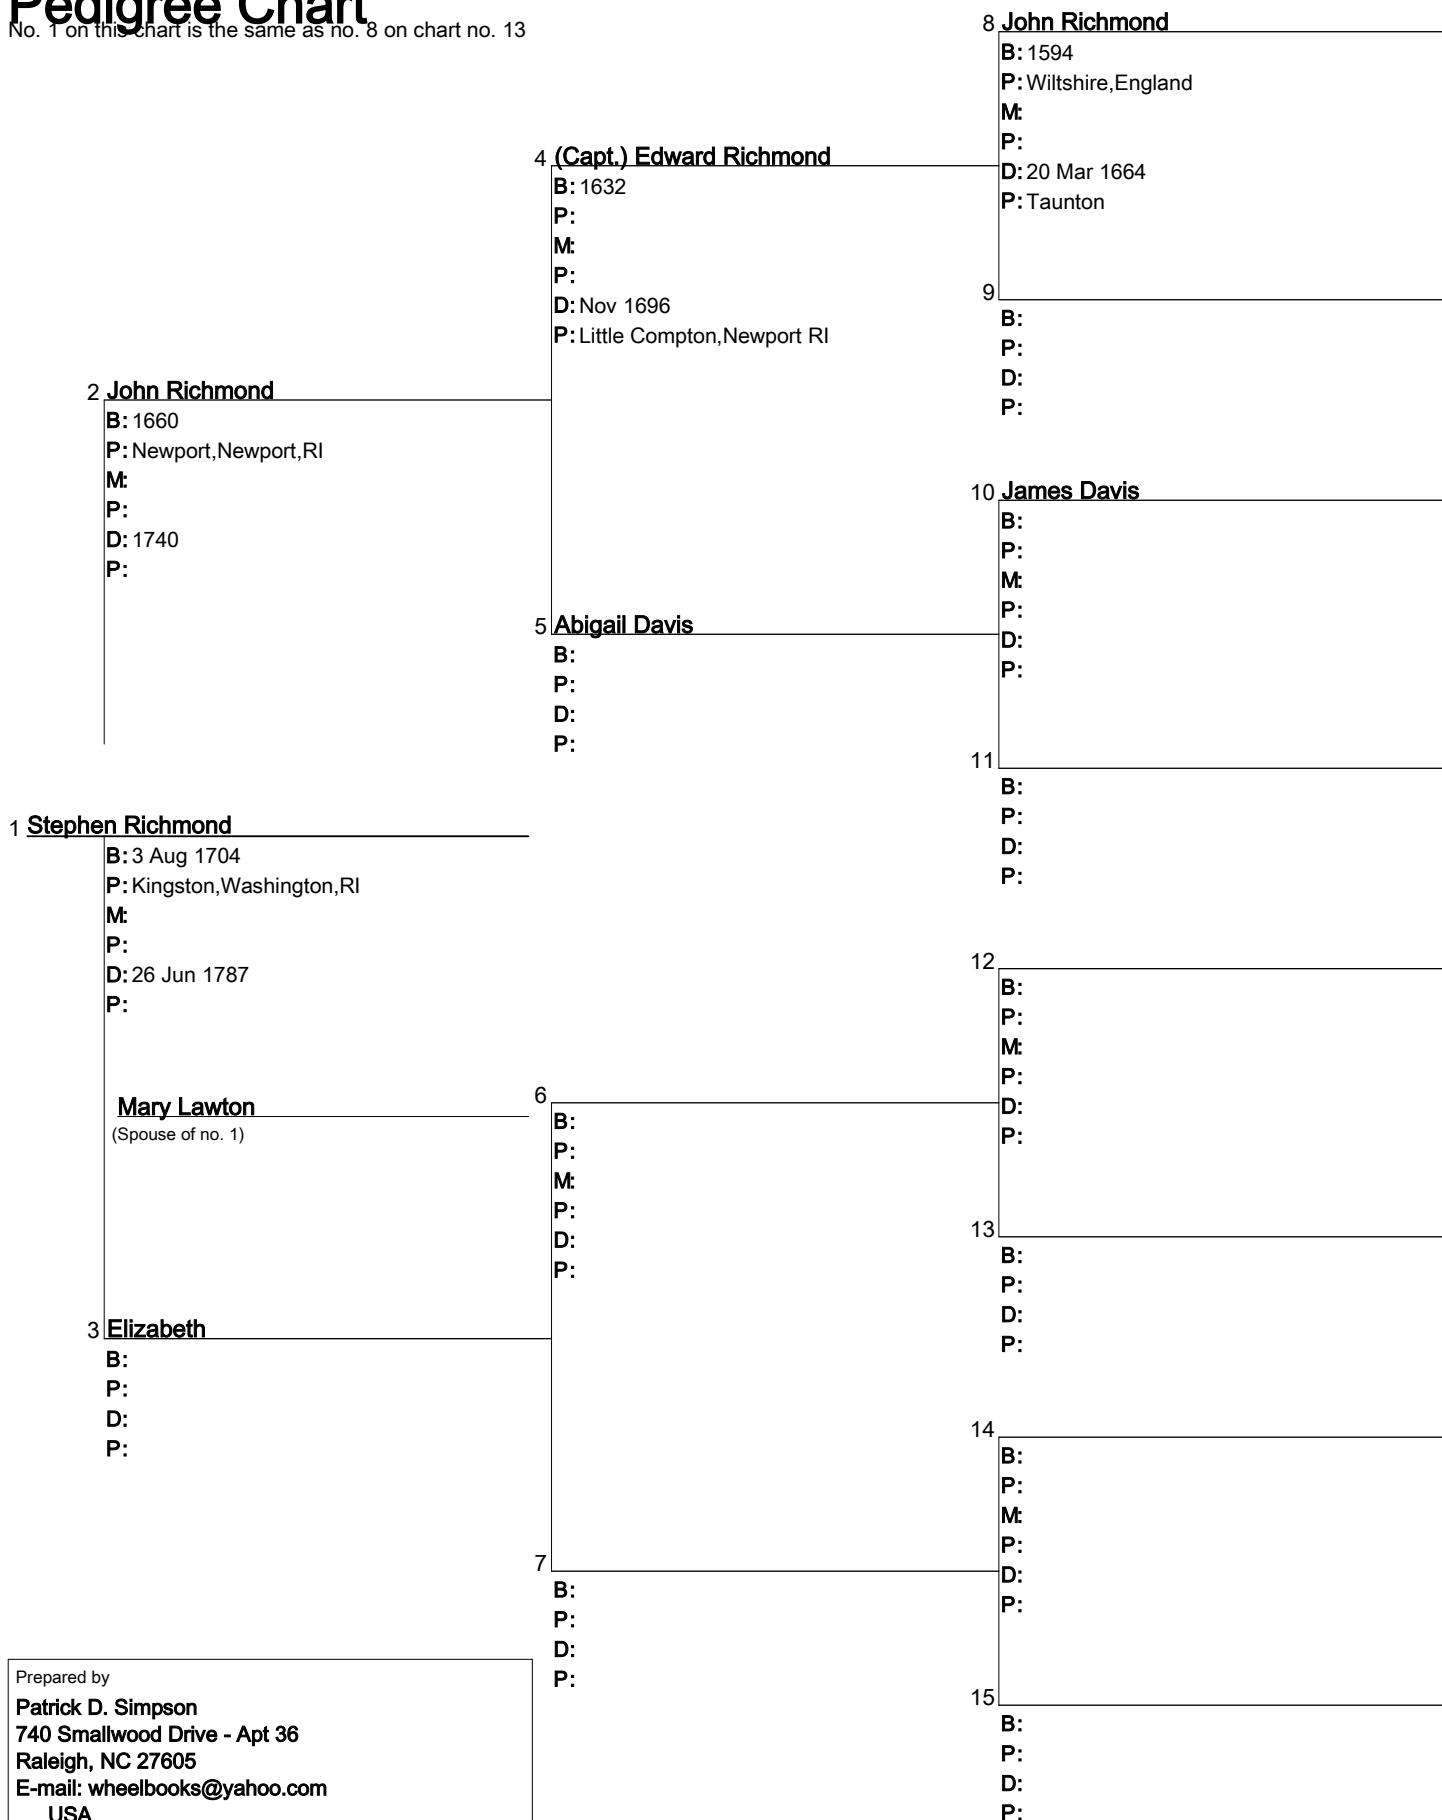 Pedigree Chart
No. 1 on this chart is the same as no. 8 on chart no. 13
8 John Richmond
B: 1594
P: Wiltshire,England
M:
P:
D: 20 Mar 1664
P: Taunton
4 (Capt.) Edward Richmond
B: 1632
P:
M:
P:
D: Nov 1696
P: Little Compton,Newport RI
9
B:
P:
D:
P:
2 John Richmond
B: 1660
P: Newport,Newport,RI
M:
P:
D: 1740
P:
10 James Davis
B:
P:
M:
P:
D:
P:
5 Abigail Davis
B:
P:
D:
P:
11
B:
P:
D:
P:
1 Stephen Richmond
B: 3 Aug 1704
P: Kingston,Washington,RI
M:
P:
D: 26 Jun 1787
P:
Mary Lawton
(Spouse of no. 1)
12
B:
P:
M:
P:
D:
P:
6
B:
P:
M:
P:
D:
P:
13
B:
P:
D:
P:
3 Elizabeth
B:
P:
D:
P:
14
B:
P:
M:
P:
D:
P:
7
B:
P:
D:
P:
15
B:
P:
D:
P:
Prepared by
Patrick D. Simpson
740 Smallwood Drive - Apt 36
Raleigh, NC 27605
E-mail: wheelbooks@yahoo.com
USA